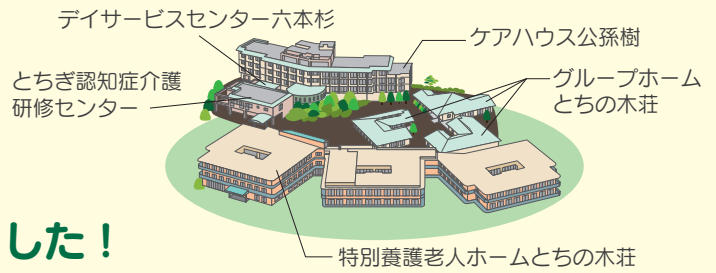 デイサービスセンター六本杉
ケアハウス公孫樹
とちぎ認知症介護
研修センター
グループホーム
とちの木荘
特別養護老人ホームとちの木荘
した！